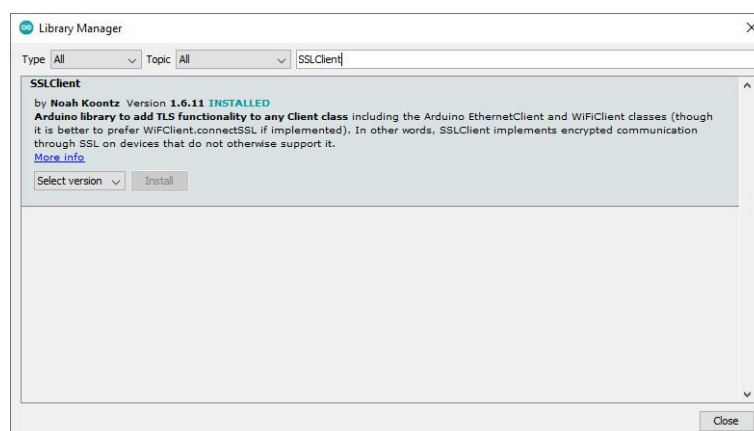 Library Manager
Type All Topic All SSLClient
SSLClient
by Noah Koontz Version 1.6.11 INSTALLED
Arduino library to add TLS functionality to any Client class including the Arduino EthernetClient and WiFiClient classes (though
it is better to prefer WiFClient.connectSSL if implemented). In other words, SSLClient implements encrypted communication
through SSL on devices that do not otherwise support it.
More info
Select version Install
Close